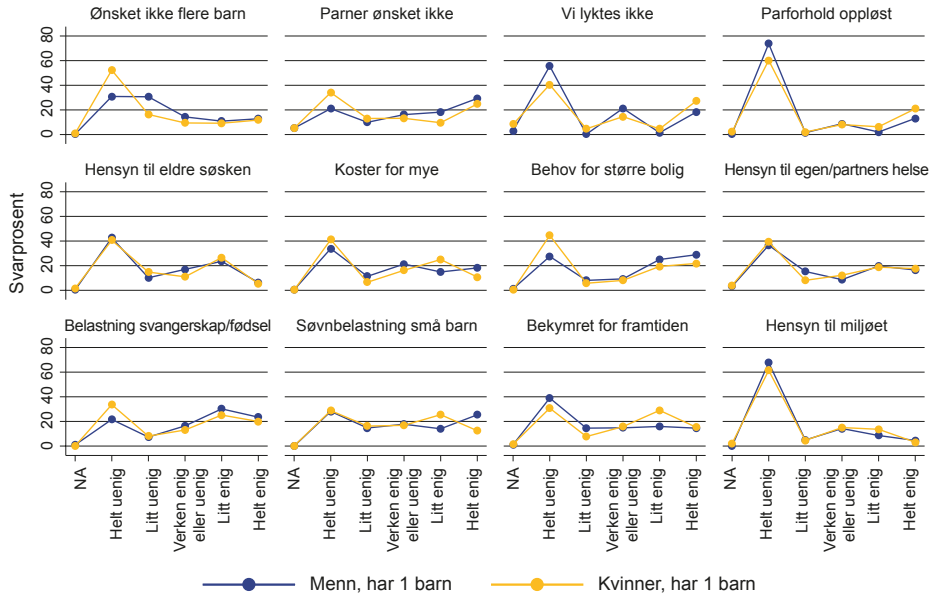 Ønsket ikke flere barn
Parner ønsket ikke
Vi lyktes ikke
Parforhold oppløst
80
60
40
20
0
Hensyn til eldre søsken
Koster for mye
Behov for større bolig
Hensyn til egen/partners helse
80
60
40
20
0
Svarprosent
Belastning svangerskap/fødsel
Søvnbelastning små barn
Bekymret for framtiden
Hensyn til miljøet
80
60
40
20
0
NA
Helt uenig
Litt uenig
Verken enig
eller uenig
Litt enig
Helt enig
NA
Helt uenig
Litt uenig
Verken enig
eller uenig
Litt enig
Helt enig
NA
Helt uenig
Litt uenig
Verken enig
eller uenig
Litt enig
Helt enig
NA
Helt uenig
Litt uenig
Verken enig
eller uenig
Litt enig
Helt enig
Menn, har 1 barn
Kvinner, har 1 barn